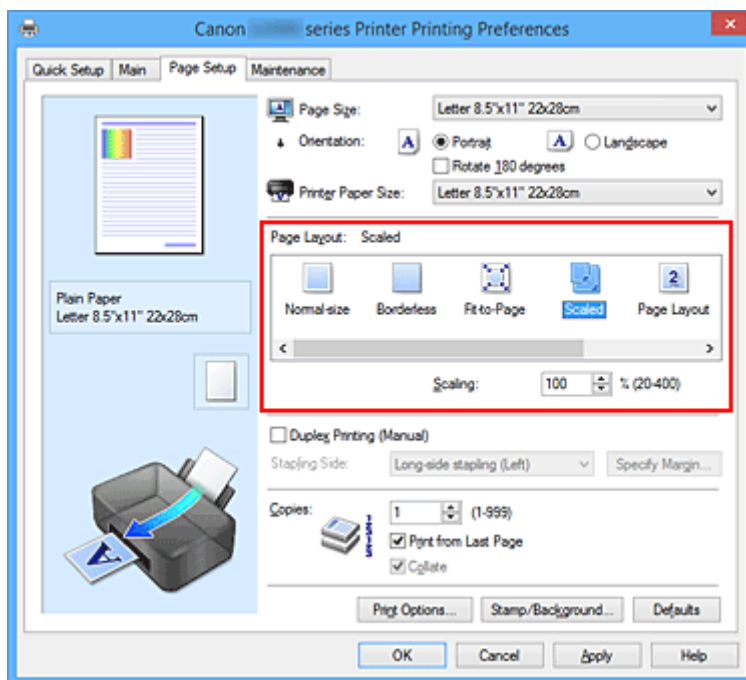 Canon series Printer Printing Preferences
Quick Setup Main Page Setup Maintenance
Page Size: Letter 8.5"x11" 22x28cm
Orientation: A Portrait A Landscape
Rotate 180 degrees
Printer Paper Size: Letter 8.5"x11" 22x28cm
Page Layout: Scaled
2
Normal-size Borderless Fit-to-Page Scaled Page Layout
Scaling: 100 % (20-400)
Plain Paper
Letter 8.5"x11" 22x28cm
Duplex Printing (Manual)
Stapling Side: Long-side stapling (Left) Specify Margin...
Copies: 1 (1-999)
Print from Last Page
Collate
A
Print Options... Stamp/Background... Defaults
OK Cancel Apply Help